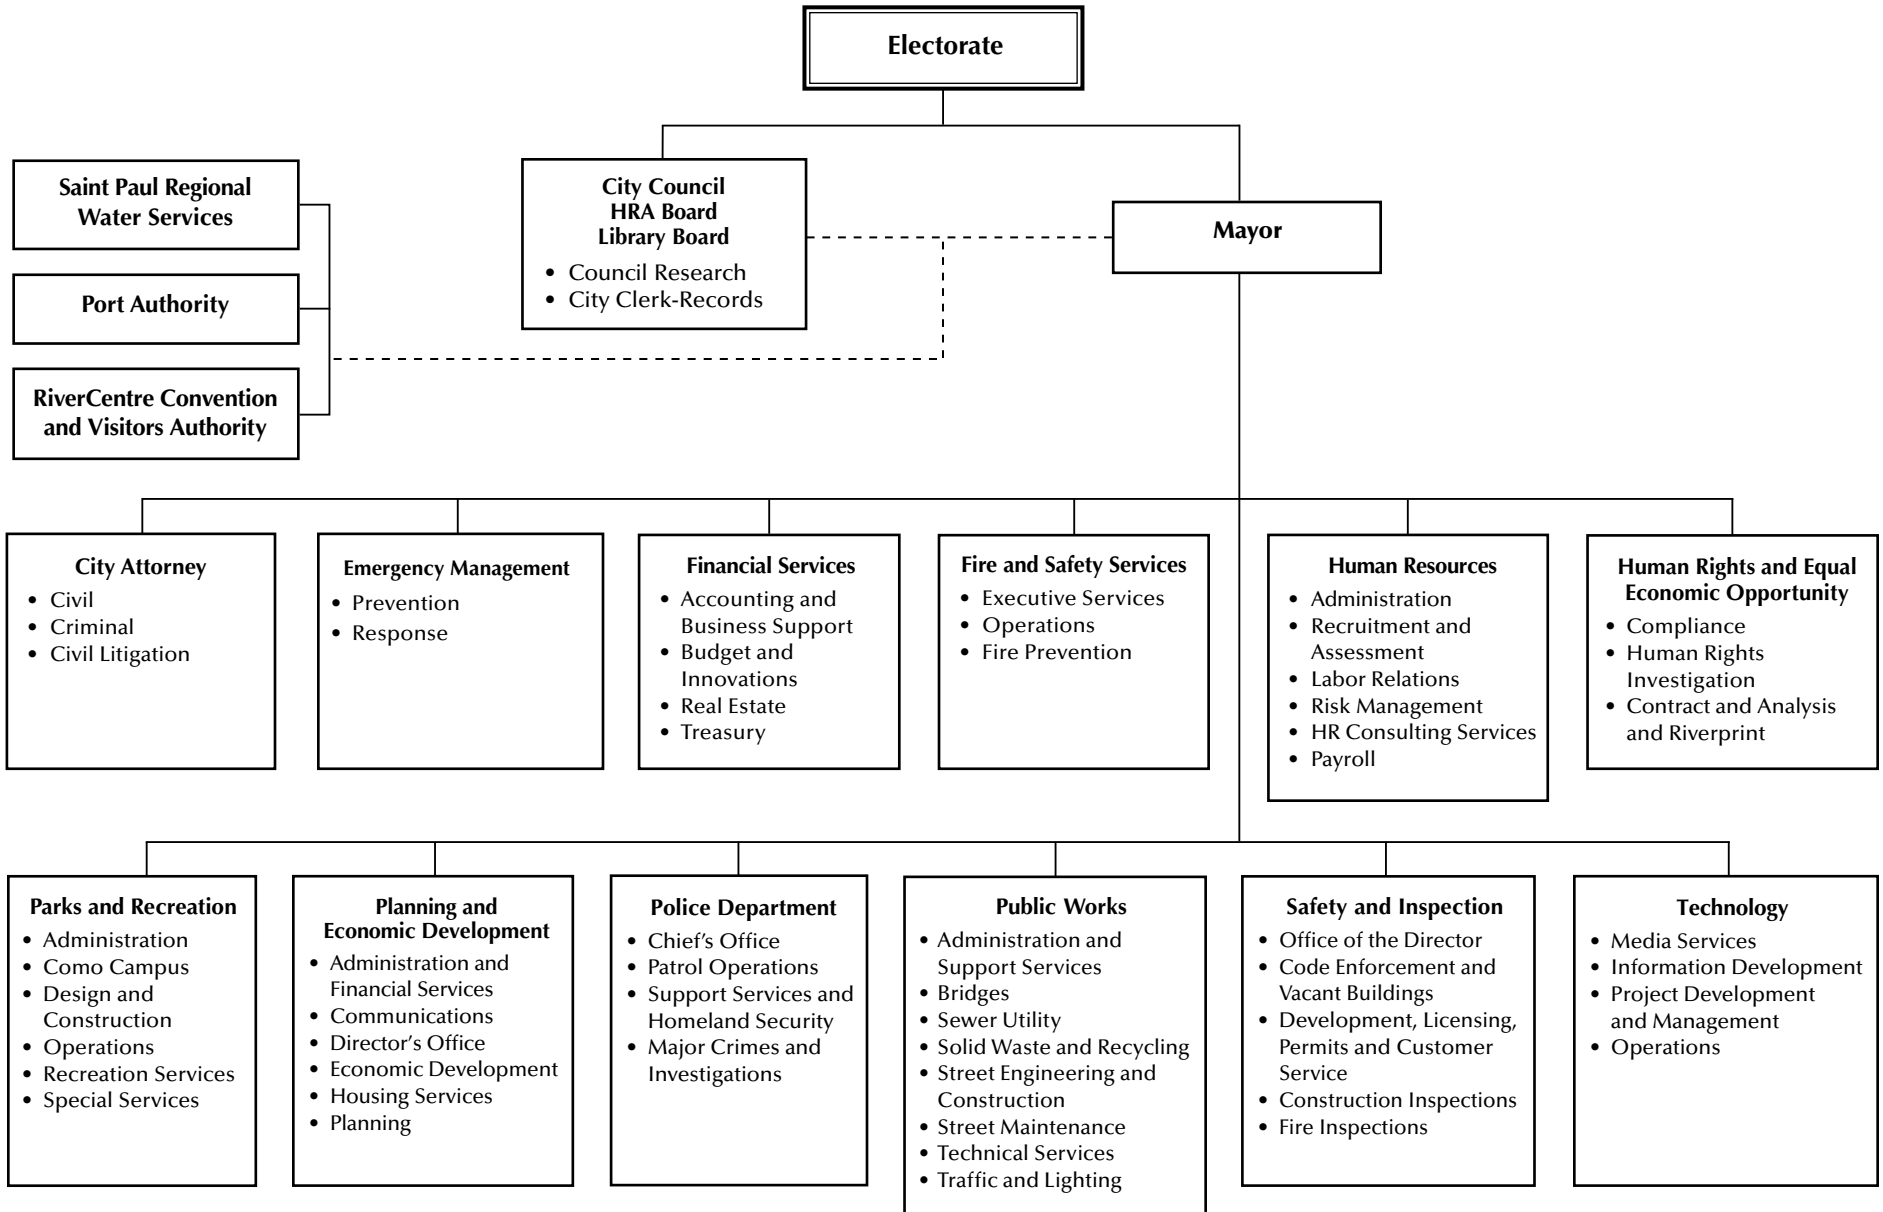 Electorate
Saint Paul Regional
Water Services
Port Authority
RiverCentre Convention
and Visitors Authority
City Council
HRA Board
Library Board
• Council Research
• City Clerk-Records
Mayor
City Attorney
• Civil
• Criminal
• Civil Litigation
Emergency Management
• Prevention
• Response
Financial Services
• Accounting and
Business Support
• Budget and
Innovations
• Real Estate
• Treasury
Fire and Safety Services
• Executive Services
• Operations
• Fire Prevention
Human Resources
• Administration
• Recruitment and
Assessment
• Labor Relations
• Risk Management
• HR Consulting Services
• Payroll
Human Rights and Equal
Economic Opportunity
• Compliance
• Human Rights
Investigation
• Contract and Analysis
and Riverprint
Parks and Recreation
• Administration
• Como Campus
• Design and
Construction
• Operations
• Recreation Services
• Special Services
Planning and
Economic Development
• Administration and
Financial Services
• Communications
• Director’s Office
• Economic Development
• Housing Services
• Planning
Police Department
• Chief’s Office
• Patrol Operations
• Support Services and
Homeland Security
• Major Crimes and
Investigations
Public Works
• Administration and
Support Services
• Bridges
• Sewer Utility
• Solid Waste and Recycling
• Street Engineering and
Construction
• Street Maintenance
• Technical Services
• Traffic and Lighting
Safety and Inspection
• Office of the Director
• Code Enforcement and
Vacant Buildings
• Development, Licensing,
Permits and Customer
Service
• Construction Inspections
• Fire Inspections
Technology
• Media Services
• Information Development
• Project Development
and Management
• Operations